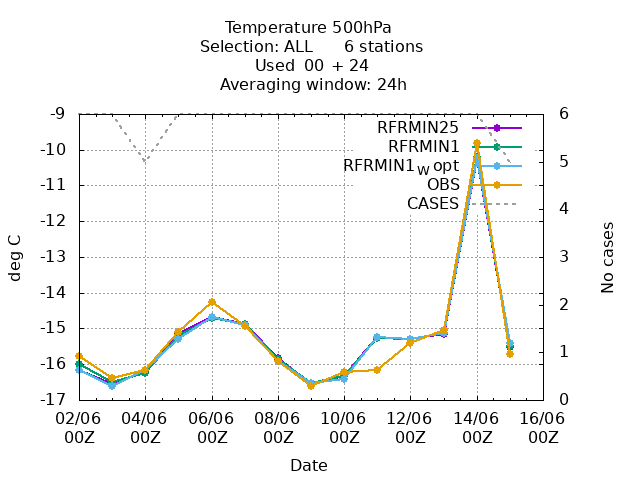 Temperature 500hPa
Selection: ALL 6 stations
Used 00 + 24
Averaging window: 24h
-9 6
RFRMIN25
-10 RFRMIN1 5
RFRMIN1W opt
-11 OBS
CASES 4
-12
-13 3
deg C No cases
-14
2
-15
1
-16
-17 0
02/06 04/06 06/06 08/06 10/06 12/06 14/06 16/06
00Z 00Z 00Z 00Z 00Z 00Z 00Z 00Z
Date